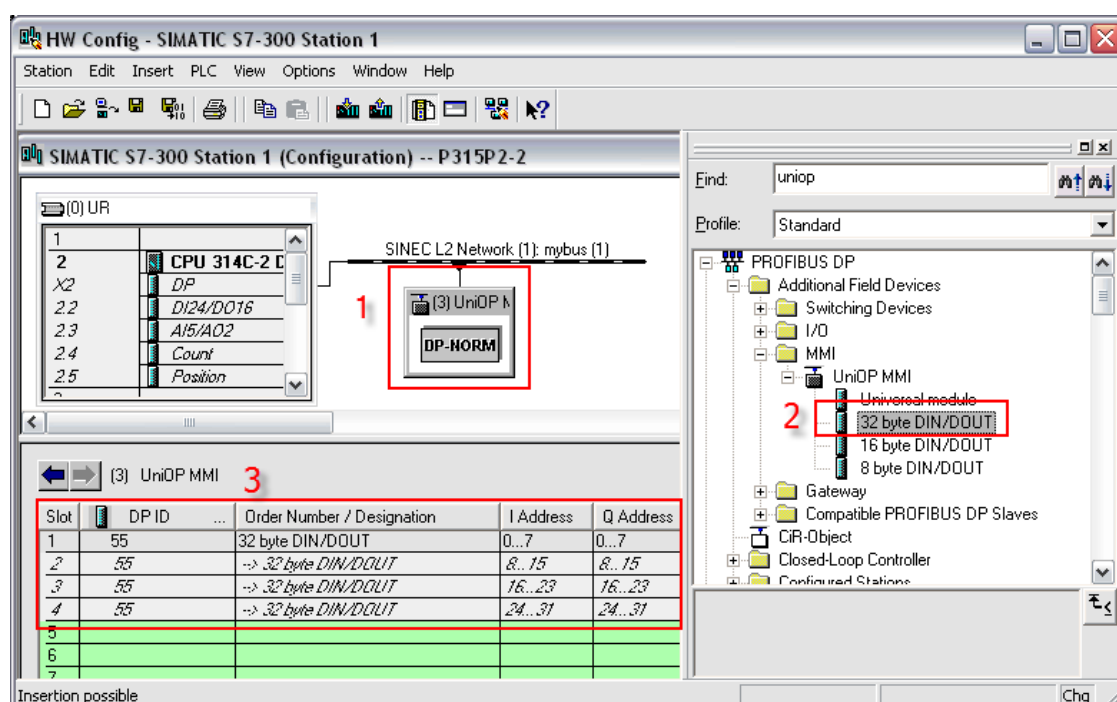 HW Config - SIMATIC S7-300 Station 1
Station Edit Insert PLC View Options Window Help
SIMATIC S7-300 Station 1 (Configuration) -- P315P2-2
(0) UR
1
2 CPU 314C-2 D
X2 DP
2.2 DI24/DO16
2.3 AI5/AO2
2.4 Count
2.5 Position
SINEC L2 Network (1): mybus (1)
1
(3) UniOP M
DP-NORM
Find: uniop
Profile: Standard
PROFIBUS DP
Additional Field Devices
Switching Devices
I/O
MMI
UniOP MMI
Universal module
2
32 byte DIN/DOUT
16 byte DIN/DOUT
8 byte DIN/DOUT
Gateway
Compatible PROFIBUS DP Slaves
CiR-Object
Closed-Loop Controller
Configured Stations
(3) UniOP MMI
3
Slot DP ID ... Order Number / Designation I Address Q Address
1 55 32 byte DIN/DOUT 0...7 0...7
2 55 --> 32 byte DIN/DOUT 8...15 8...15
3 55 --> 32 byte DIN/DOUT 16...23 16...23
4 55 --> 32 byte DIN/DOUT 24...31 24...31
5
6
7
Insertion possible
Chg